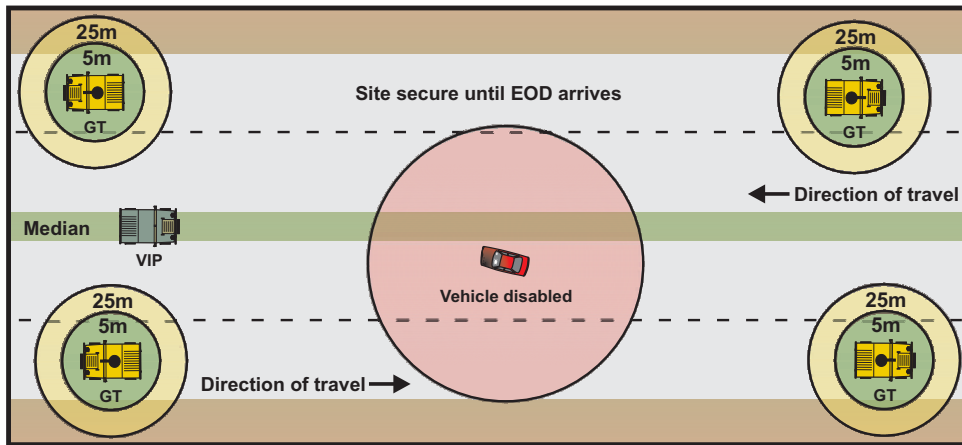 25m
5m
GT
25m
5m
GT
Site secure until EOD arrives
Direction of travel
Median
VIP
Vehicle disabled
25m
5m
GT
25m
5m
GT
Direction of travel